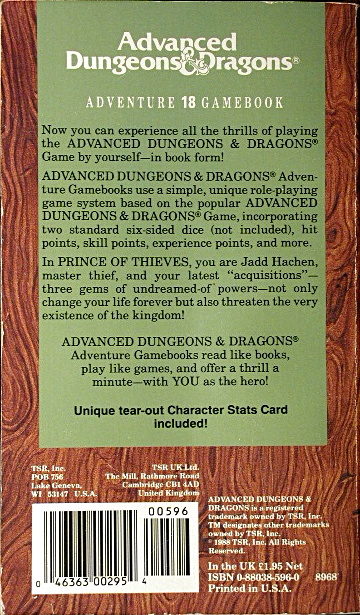 Advanced
Dungeons & Dragons®
ADVENTURE 18 GAMEBOOK
Now you can experience all the thrills of playing
the ADVANCED DUNGEONS & DRAGONS®
Game by yourself—in book form!
ADVANCED DUNGEONS & DRAGONS® Adven-
ture Gamebooks use a simple, unique role-playing
game system based on the popular ADVANCED
DUNGEONS & DRAGONS® Game, incorporating
two standard six-sided dice (not included), hit
points, skill points, experience points, and more.
In PRINCE OF THIEVES, you are Jadd Hachen,
master thief, and your latest “acquisitions”—
three gems of undreamed-of powers—not only
change your life forever but also threaten the very
existence of the kingdom!
ADVANCED DUNGEONS & DRAGONS®
Adventure Gamebooks read like books,
play like games, and offer a thrill a
minute—with YOU as the hero!
Unique tear-out Character Stats Card
included!
TSR, Inc.
POB 756
Lake Geneva,
WI 53147 U.S.A.
TSR UK Ltd.
The Mill, Rathmore Road
Cambridge CB1 4AD
United Kingdom
00596
0 46363 00295 4
ADVANCED DUNGEONS &
DRAGONS is a registered
trademark owned by TSR, Inc.
TM designates other trademarks
owned by TSR, Inc.
©1988 TSR, Inc. All Rights
Reserved.
In the UK £1.95 Net
ISBN 0-88038-596-0 8968
Printed in U.S.A.